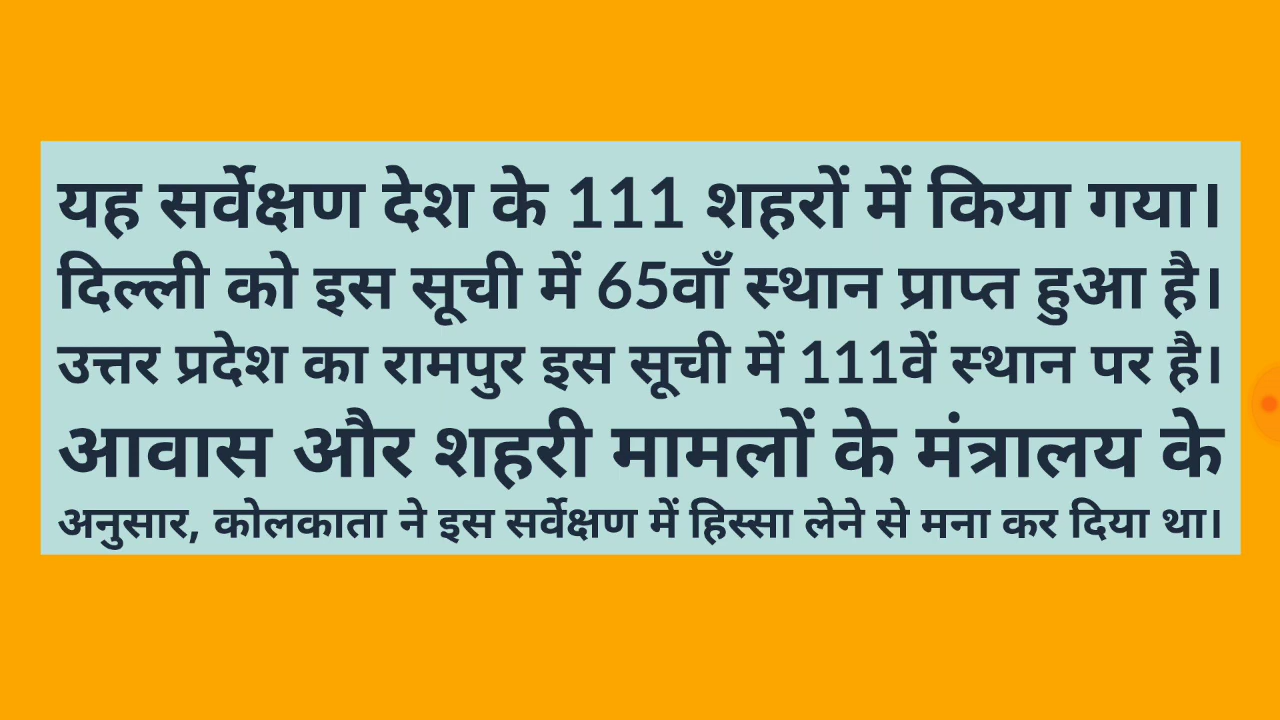 यह सर्वेक्षण देश के 111 शहरों में किया गया।
दिल्ली को इस सूची में 65वाँ स्थान प्राप्त हुआ है।
उत्तर प्रदेश का रामपुर इस सूची में 111वें स्थान पर है।
आवास और शहरी मामलों के मंत्रालय के
अनुसार, कोलकाता ने इस सर्वेक्षण में हिस्सा लेने से मना कर दिया था।